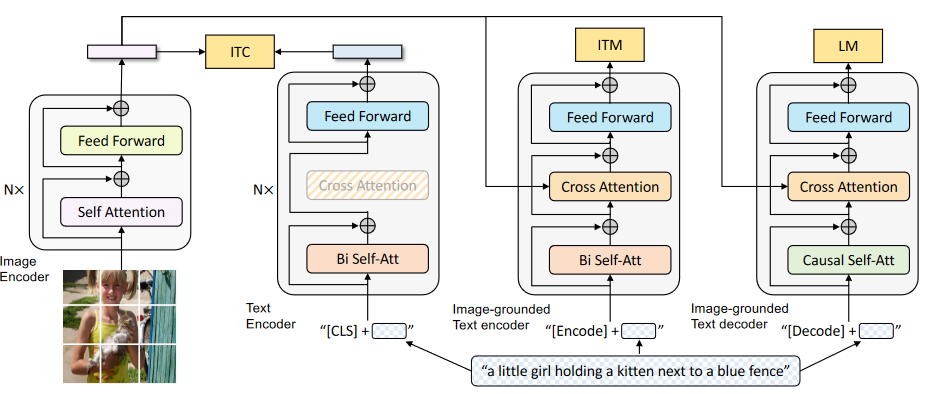 ITC
ITM
LM
N×
Feed Forward
Self Attention
Image
Encoder
N×
Feed Forward
Cross Attention
Bi Self-Att
Text
Encoder
“[CLS] + ”
Feed Forward
Cross Attention
Bi Self-Att
Image-grounded
Text encoder
“[Encode] + ”
Feed Forward
Cross Attention
Causal Self-Att
Image-grounded
Text decoder
“[Decode] + ”
“a little girl holding a kitten next to a blue fence”